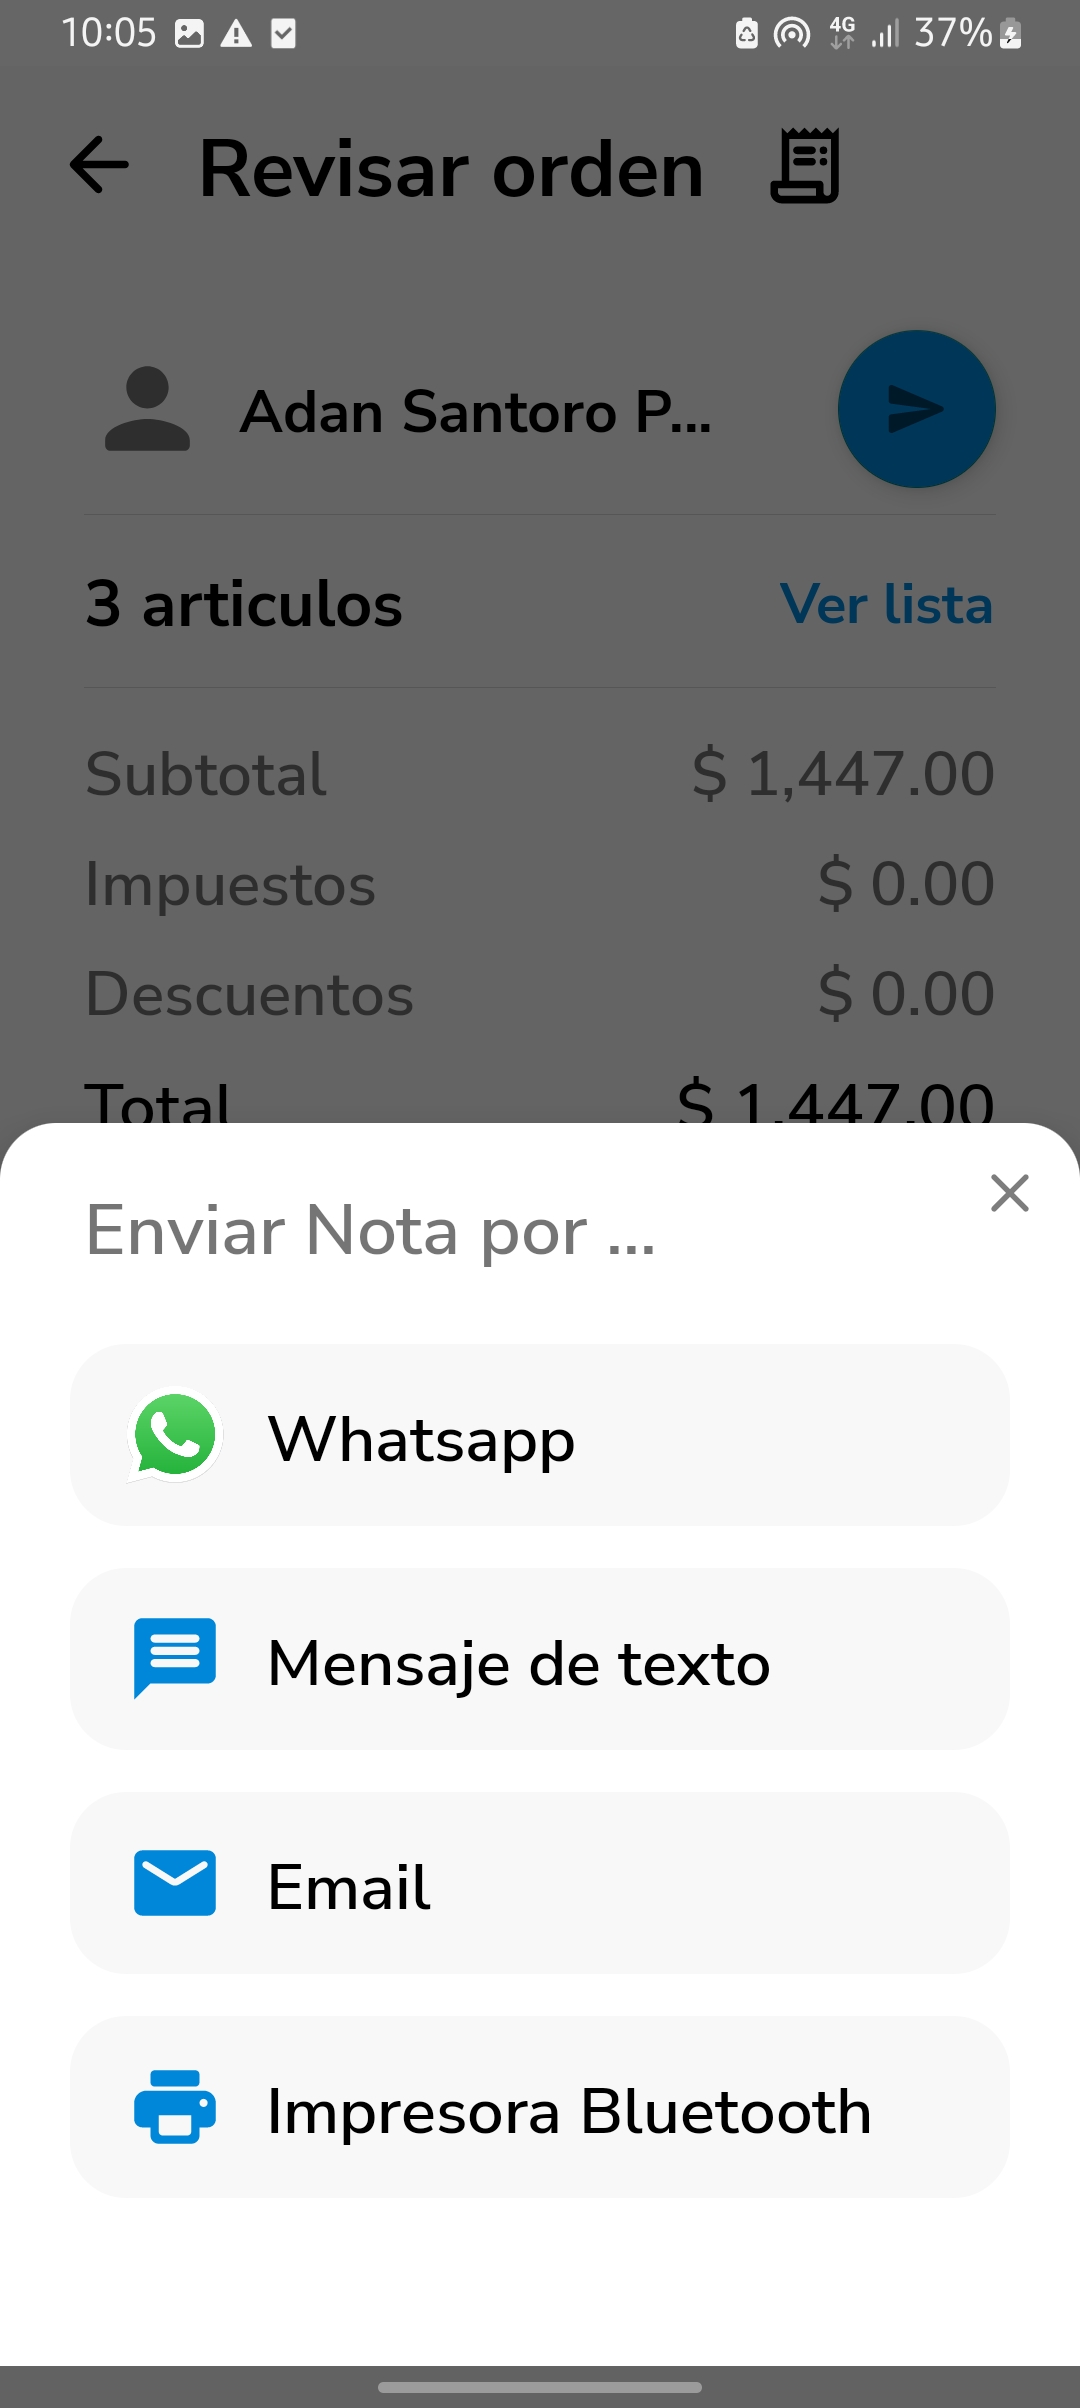 10:05
4G
37%
Revisar orden
Adan Santoro P...
3 articulos
Ver lista
Subtotal
$ 1,447.00
Impuestos
$ 0.00
Descuentos
$ 0.00
Total
$ 1,447.00
Enviar Nota por ...
Whatsapp
Mensaje de texto
Email
Impresora Bluetooth